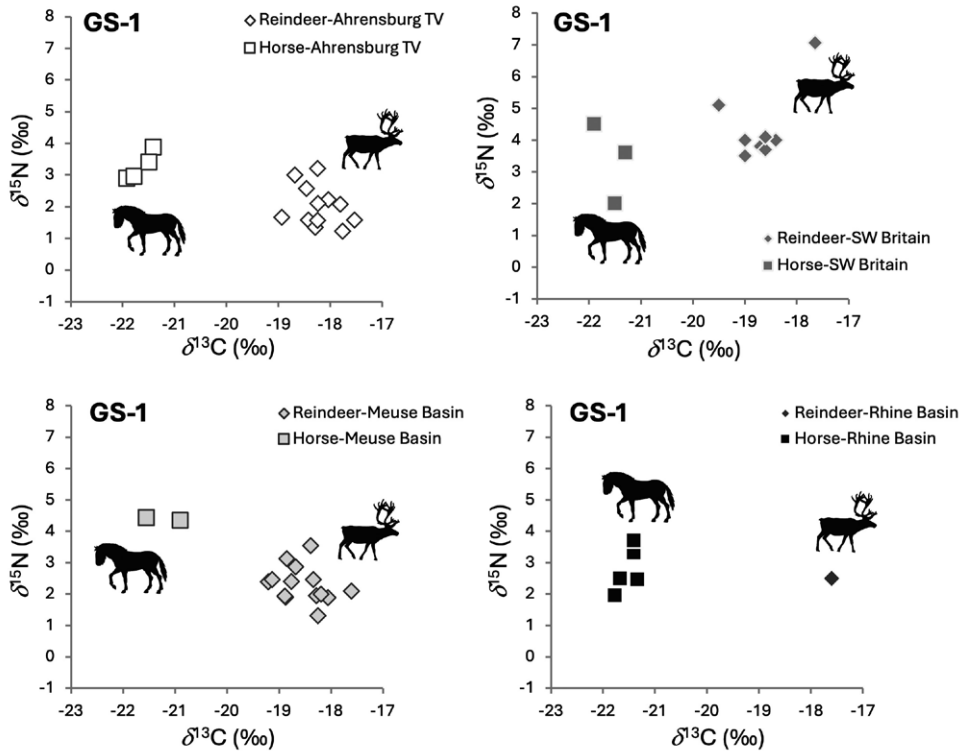 GS-1
Reindeer-Ahrensburg TV
Horse-Ahrensburg TV
δ¹⁵N (‰)
8
7
6
5
4
3
2
1
0
-1
-23 -22 -21 -20 -19 -18 -17
δ¹³C (‰)
GS-1
δ¹⁵N (‰)
8
7
6
5
4
3
2
1
0
-1
Reindeer-SW Britain
Horse-SW Britain
-23 -22 -21 -20 -19 -18 -17
δ¹³C (‰)
GS-1
Reindeer-Meuse Basin
Horse-Meuse Basin
δ¹⁵N (‰)
8
7
6
5
4
3
2
1
0
-1
-23 -22 -21 -20 -19 -18 -17
δ¹³C (‰)
GS-1
Reindeer-Rhine Basin
Horse-Rhine Basin
δ¹⁵N (‰)
8
7
6
5
4
3
2
1
0
-1
-23 -22 -21 -20 -19 -18 -17
δ¹³C (‰)